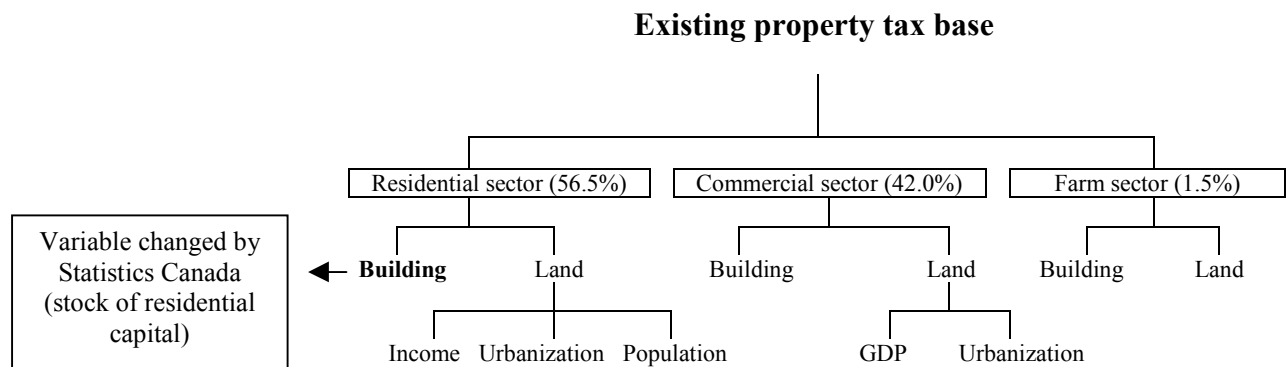 Existing property tax base
Residential sector (56.5%)
Commercial sector (42.0%)
Farm sector (1.5%)
Variable changed by
Statistics Canada
(stock of residential
capital)
Building
Land
Building
Land
Building
Land
Income
Urbanization
Population
GDP
Urbanization